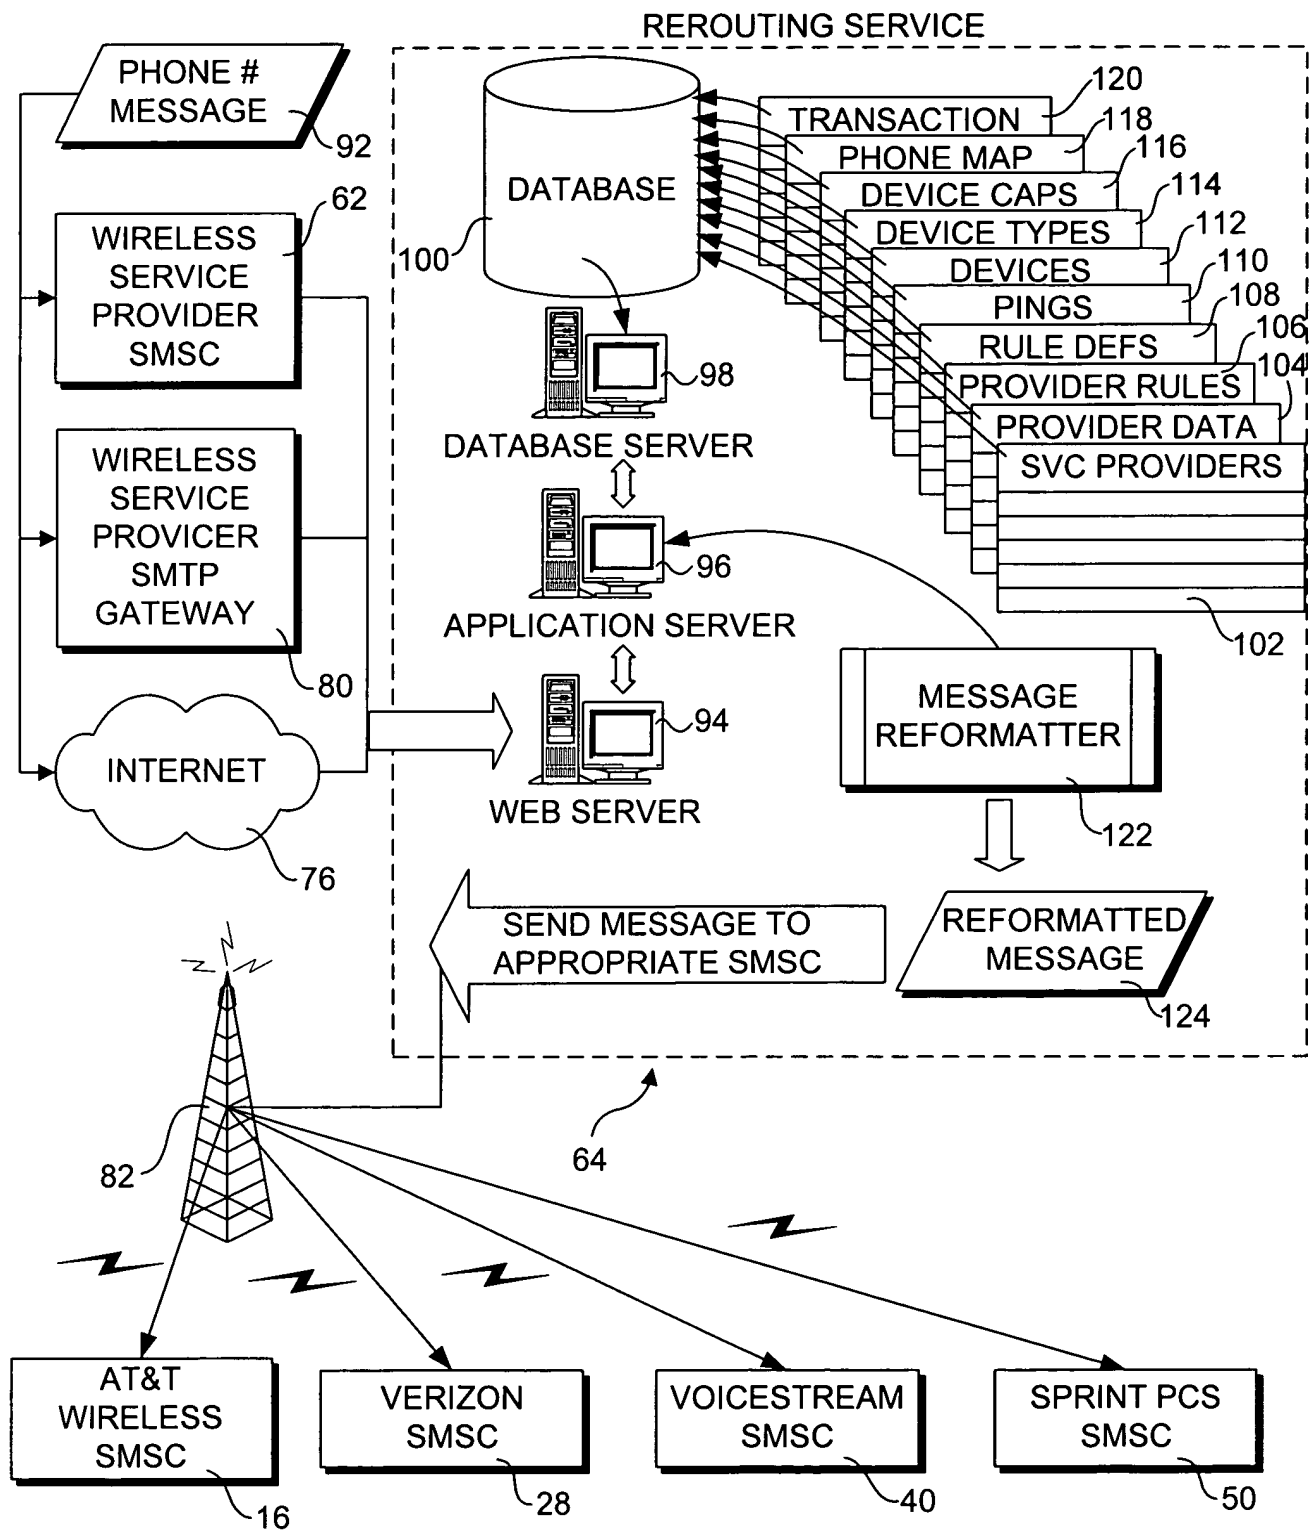 REROUTING SERVICE
PHONE #
MESSAGE
92
WIRELESS
SERVICE
PROVIDER
SMSC
62
WIRELESS
SERVICE
PROVICER
SMTP
GATEWAY
80
INTERNET
76
DATABASE
100
TRANSACTION
120
PHONE MAP
118
DEVICE CAPS
116
DEVICE TYPES
114
DEVICES
112
PINGS
110
RULE DEFS
108
PROVIDER RULES
106
PROVIDER DATA
104
SVC PROVIDERS
102
98
DATABASE SERVER
96
APPLICATION SERVER
94
WEB SERVER
MESSAGE
REFORMATTER
122
REFORMATTED
MESSAGE
124
SEND MESSAGE TO
APPROPRIATE SMSC
64
82
AT&T
WIRELESS
SMSC
16
VERIZON
SMSC
28
VOICESTREAM
SMSC
40
SPRINT PCS
SMSC
50